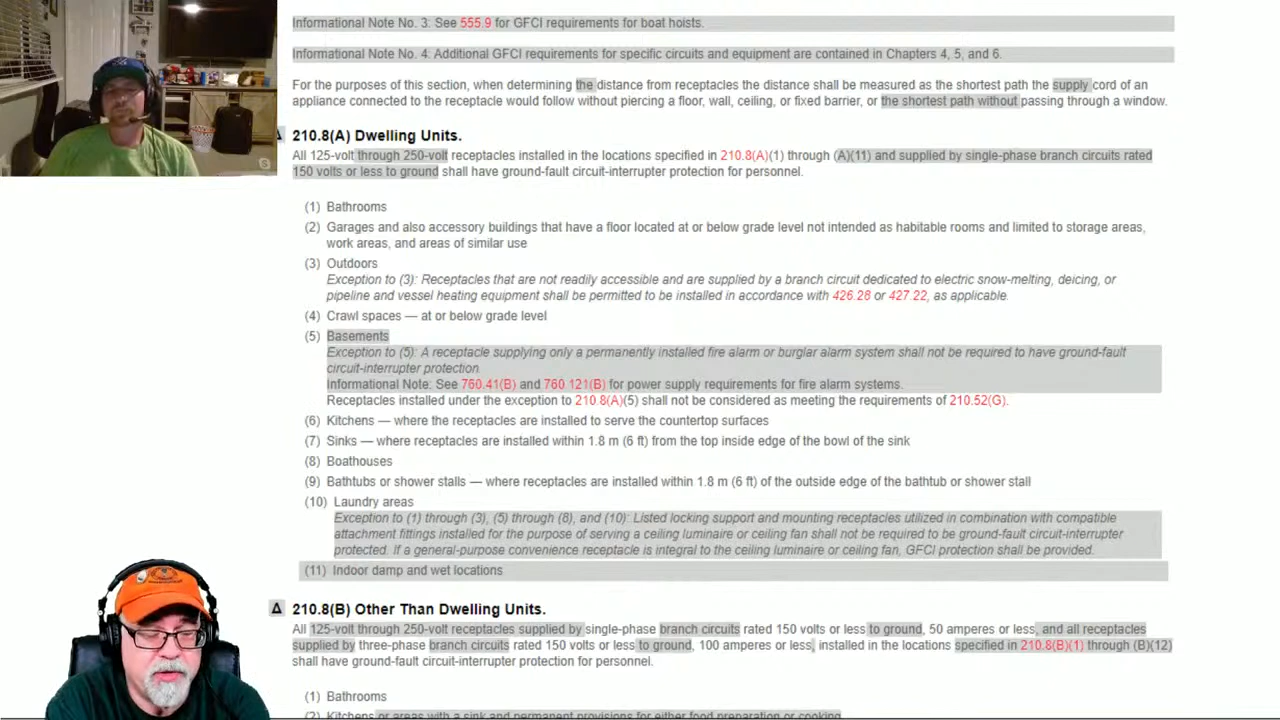 Informational Note No. 3: See 555.9 for GFCI requirements for boat hoists.
Informational Note No. 4: Additional GFCI requirements for specific circuits and equipment are contained in Chapters 4, 5, and 6.
For the purposes of this section, when determining the distance from receptacles the distance shall be measured as the shortest path the supply cord of an
appliance connected to the receptacle would follow without piercing a floor, wall, ceiling, or fixed barrier, or the shortest path without passing through a window.
Δ 210.8(A) Dwelling Units.
All 125-volt through 250-volt receptacles installed in the locations specified in 210.8(A)(1) through (A)(11) and supplied by single-phase branch circuits rated
150 volts or less to ground shall have ground-fault circuit-interrupter protection for personnel.
(1) Bathrooms
(2) Garages and also accessory buildings that have a floor located at or below grade level not intended as habitable rooms and limited to storage areas,
work areas, and areas of similar use
(3) Outdoors
Exception to (3): Receptacles that are not readily accessible and are supplied by a branch circuit dedicated to electric snow-melting, deicing, or
pipeline and vessel heating equipment shall be permitted to be installed in accordance with 426.28 or 427.22, as applicable.
(4) Crawl spaces — at or below grade level
(5) Basements
Exception to (5): A receptacle supplying only a permanently installed fire alarm or burglar alarm system shall not be required to have ground-fault
circuit-interrupter protection.
Informational Note: See 760.41(B) and 760.121(B) for power supply requirements for fire alarm systems.
Receptacles installed under the exception to 210.8(A)(5) shall not be considered as meeting the requirements of 210.52(G).
(6) Kitchens — where the receptacles are installed to serve the countertop surfaces
(7) Sinks — where receptacles are installed within 1.8 m (6 ft) from the top inside edge of the bowl of the sink
(8) Boathouses
(9) Bathtubs or shower stalls — where receptacles are installed within 1.8 m (6 ft) of the outside edge of the bathtub or shower stall
(10) Laundry areas
Exception to (1) through (3), (5) through (8), and (10): Listed locking support and mounting receptacles utilized in combination with compatible
attachment fittings installed for the purpose of serving a ceiling luminaire or ceiling fan shall not be required to be ground-fault circuit-interrupter
protected. If a general-purpose convenience receptacle is integral to the ceiling luminaire or ceiling fan, GFCI protection shall be provided.
(11) Indoor damp and wet locations
Δ 210.8(B) Other Than Dwelling Units.
All 125-volt through 250-volt receptacles supplied by single-phase branch circuits rated 150 volts or less to ground, 50 amperes or less, and all receptacles
supplied by three-phase branch circuits rated 150 volts or less to ground, 100 amperes or less, installed in the locations specified in 210.8(B)(1) through (B)(12)
shall have ground-fault circuit-interrupter protection for personnel.
(1) Bathrooms
(2) Kitchens or areas with a sink and permanent provisions for either food preparation or cooking